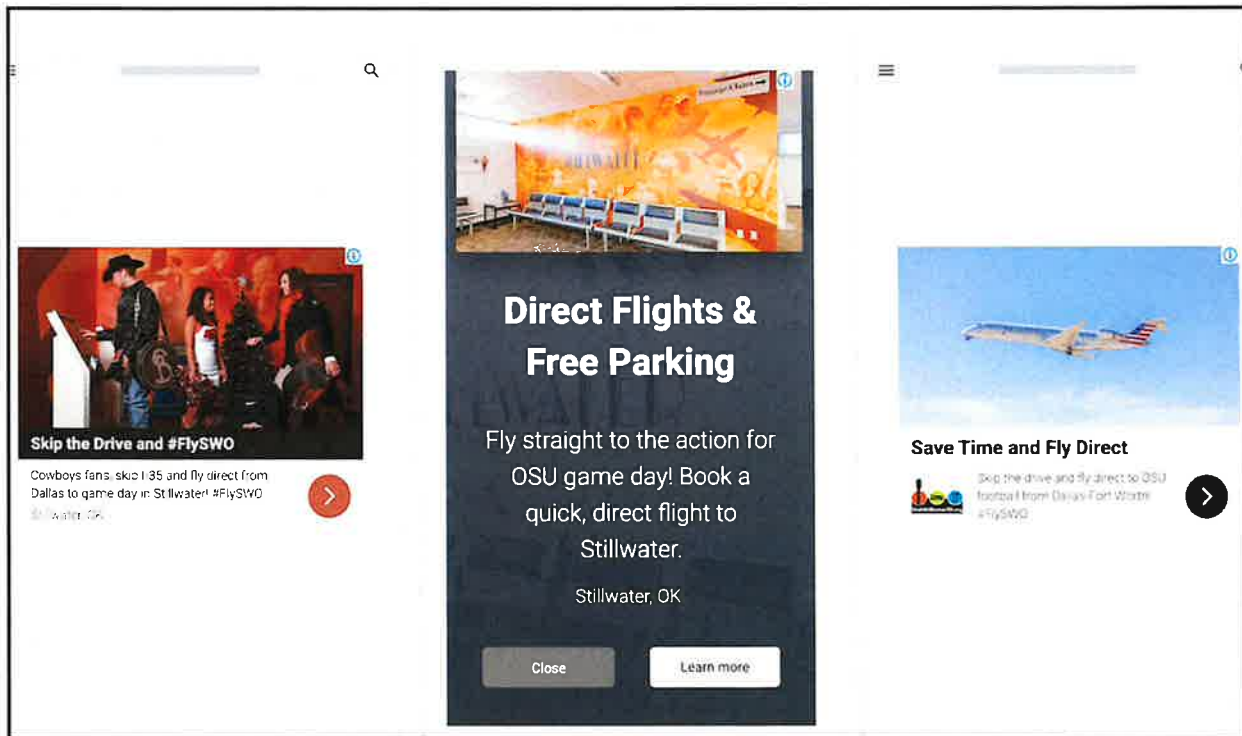 Skip the Drive and #FlySWO
Cowboys fans, skip I-35 and fly direct from
Dallas to game day in Stillwater! #FlySWO
Direct Flights &
Free Parking
Fly straight to the action for
OSU game day! Book a
quick, direct flight to
Stillwater.
Stillwater, OK
Close
Learn more
Save Time and Fly Direct
Skip the drive and fly direct to OSU
football from Dallas-Fort Worth!
#FlySWO